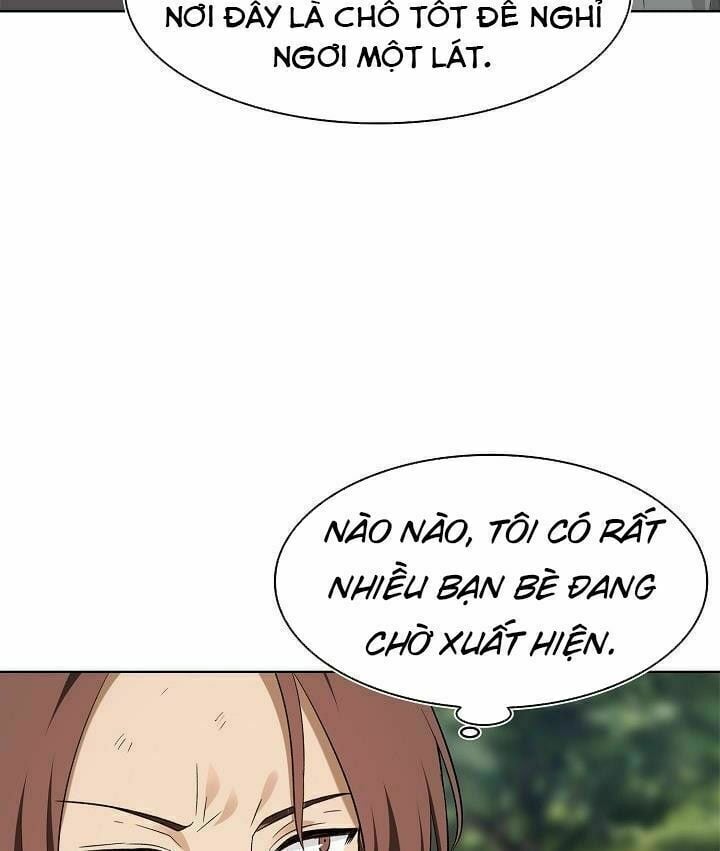 NƠI ĐÂY LÀ CHỖ TỐT ĐỂ NGHỈ
NGƠI MỘT LÁT.
NÀO NÀO, TÔI CÓ RẤT
NHIỀU BẠN BÈ ĐANG
CHỜ XUẤT HIỆN.